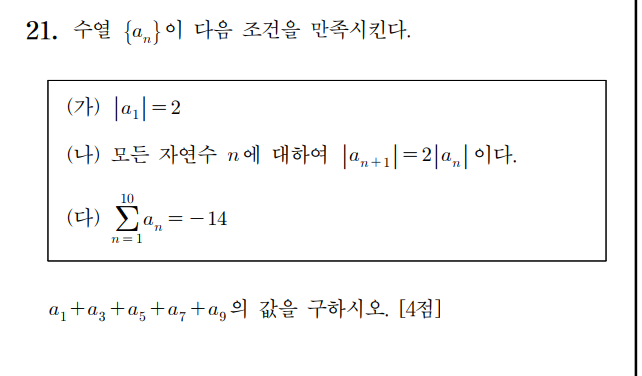 21. 수열 {aₙ}이 다음 조건을 만족시킨다.
(가) |a₁|=2
(나) 모든 자연수 n에 대하여 |aₙ₊₁|=2|aₙ|이다.
(다) ∑ₙ₌₁¹⁰ aₙ=−14
a₁+a₃+a₅+a₇+a₉의 값을 구하시오. [4점]